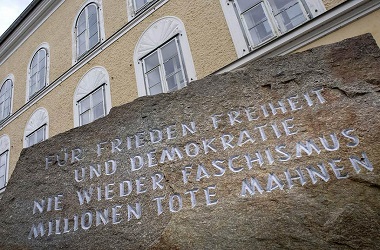 FÜR FRIEDEN FREIHEIT
UND DEMOKRATIE
NIE WIEDER FASCHISMUS
MILLIONEN TOTE MAHNEN